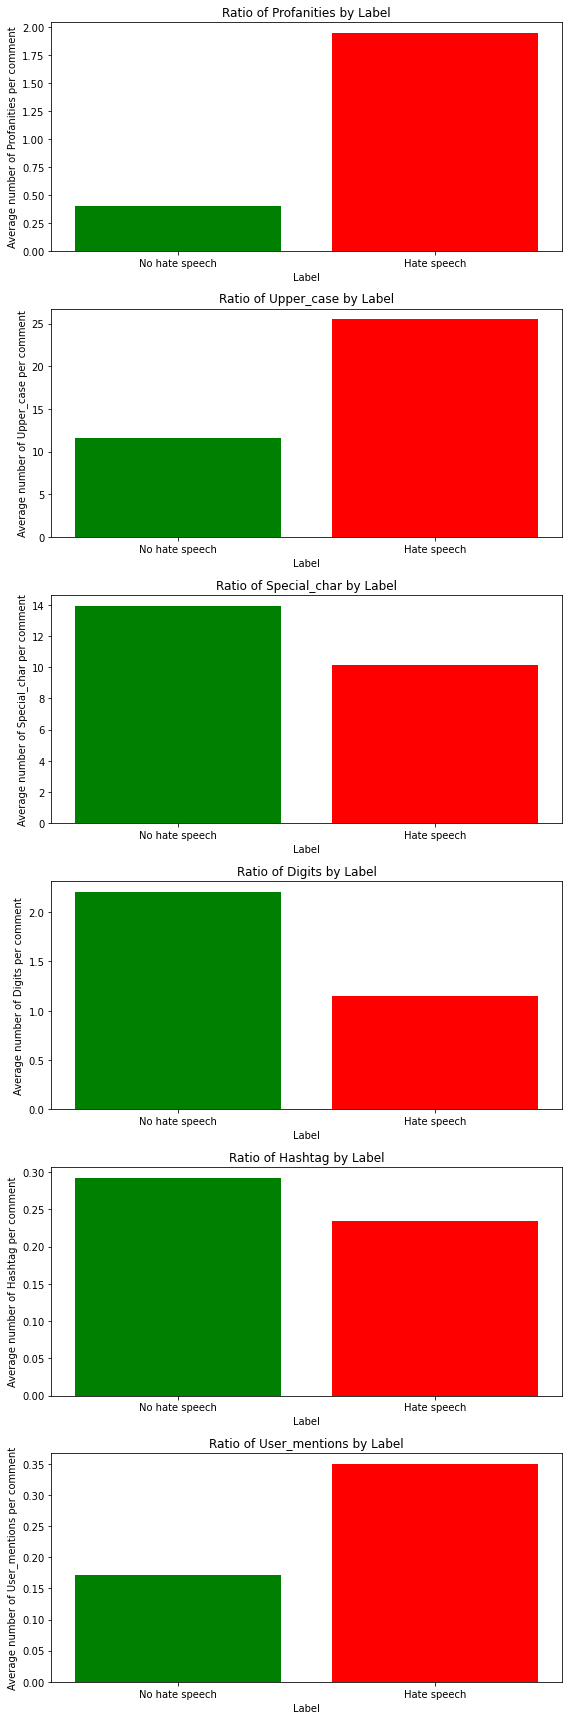 Ratio of Profanities by Label
Average number of Profanities per comment
2.00
1.75
1.50
1.25
1.00
0.75
0.50
0.25
0.00
No hate speech Hate speech
Label
Ratio of Upper_case by Label
Average number of Upper_case per comment
25
20
15
10
5
0
No hate speech Hate speech
Label
Ratio of Special_char by Label
Average number of Special_char per comment
14
12
10
8
6
4
2
0
No hate speech Hate speech
Label
Ratio of Digits by Label
Average number of Digits per comment
2.0
1.5
1.0
0.5
0.0
No hate speech Hate speech
Label
Ratio of Hashtag by Label
Average number of Hashtag per comment
0.30
0.25
0.20
0.15
0.10
0.05
0.00
No hate speech Hate speech
Label
Ratio of User_mentions by Label
Average number of User_mentions per comment
0.35
0.30
0.25
0.20
0.15
0.10
0.05
0.00
No hate speech Hate speech
Label